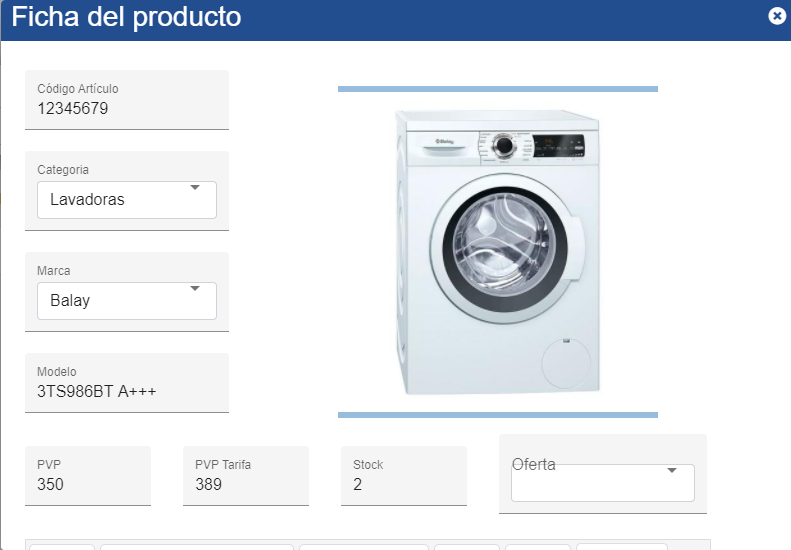 Ficha del producto
Código Artículo
12345679
Categoria
Lavadoras
Marca
Balay
Modelo
3TS986BT A+++
Balay
PVP
350
PVP Tarifa
389
Stock
2
Oferta